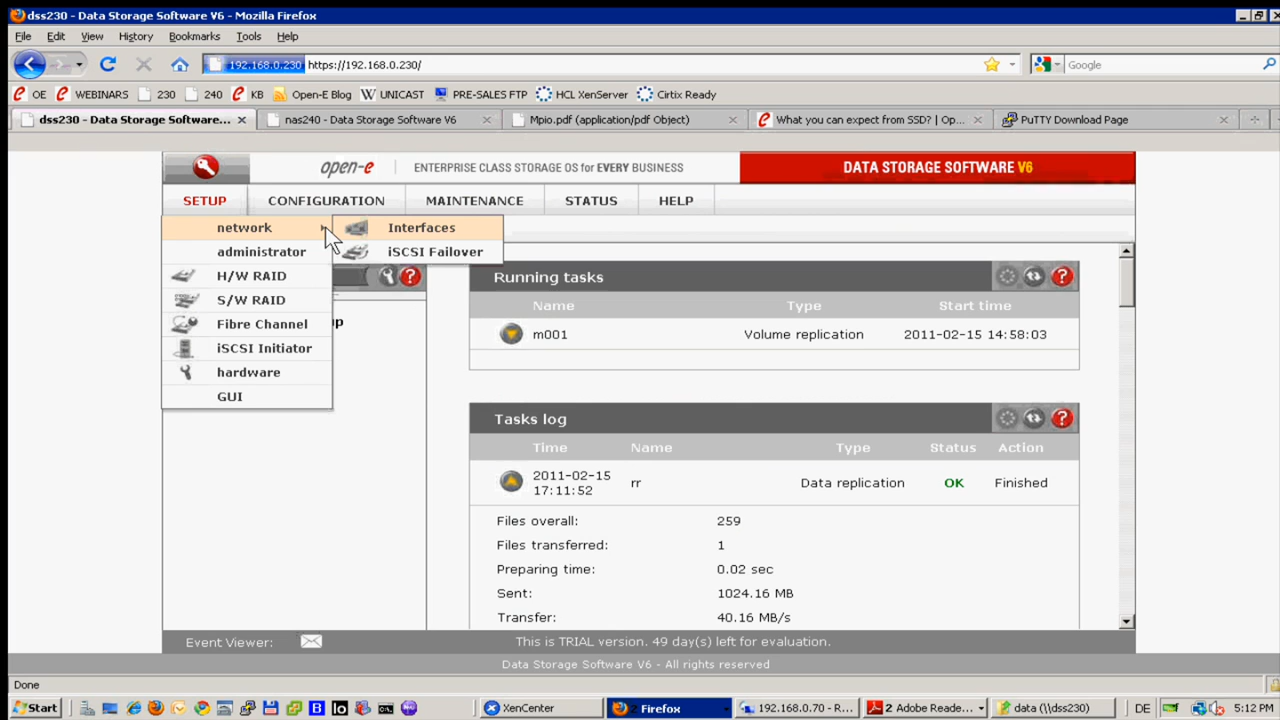 dss230 - Data Storage Software V6 - Mozilla Firefox
File Edit View History Bookmarks Tools Help
192.168.0.230 https://192.168.0.230/ Google
OE WEBINARS 230 240 KB Open-E Blog UNICAST PRE-SALES FTP HCL XenServer Cirtix Ready
dss230 - Data Storage Software... nas240 - Data Storage Software V6 Mpio.pdf (application/pdf Object) What you can expect from SSD? | Op... PuTTY Download Page
open-e ENTERPRISE CLASS STORAGE OS for EVERY BUSINESS DATA STORAGE SOFTWARE V6
SETUP CONFIGURATION MAINTENANCE STATUS HELP
network Interfaces
administrator iSCSI Failover
H/W RAID
S/W RAID
Fibre Channel
iSCSI Initiator
hardware
GUI
Running tasks
Name Type Start time
m001 Volume replication 2011-02-15 14:58:03
Tasks log
Time Name Type Status Action
2011-02-15 17:11:52 rr Data replication OK Finished
Files overall: 259
Files transferred: 1
Preparing time: 0.02 sec
Sent: 1024.16 MB
Transfer: 40.16 MB/s
Event Viewer: This is TRIAL version. 49 day(s) left for evaluation.
Data Storage Software V6 - All rights reserved
Done
Start XenCenter 2 Firefox 192.168.0.70 - R... 2 Adobe Reade... data (\\dss230) DE 5:12 PM